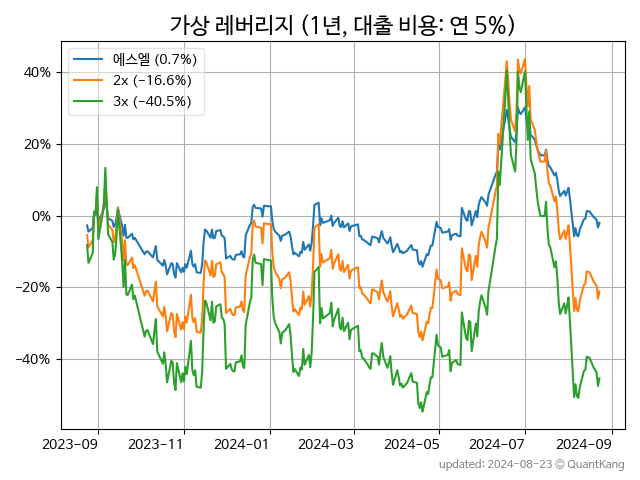 가상 레버리지 (1년, 대출 비용: 연 5%)
에스엘 (0.7%)
2x (−16.6%)
3x (−40.5%)
40%
20%
0%
−20%
−40%
2023−09 2023−11 2024−01 2024−03 2024−05 2024−07 2024−09
updated: 2024−08−23 © QuantKang